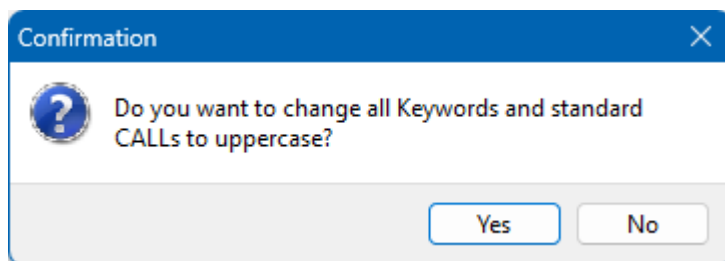 Confirmation
Do you want to change all Keywords and standard
CALLs to uppercase?
Yes
No